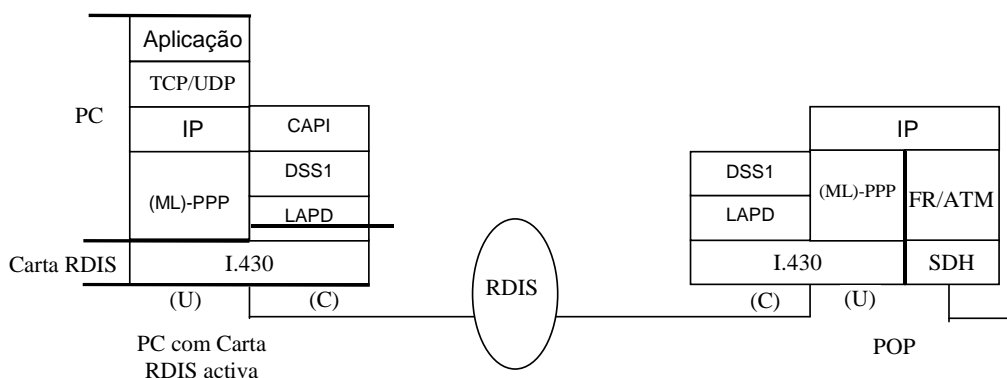 Aplicação
TCP/UDP
PC
IP
CAPI
DSS1
(ML)-PPP
LAPD
Carta RDIS
I.430
(U)
(C)
PC com Carta
RDIS activa
RDIS
IP
DSS1
(ML)-PPP
FR/ATM
LAPD
I.430
SDH
(C)
(U)
POP